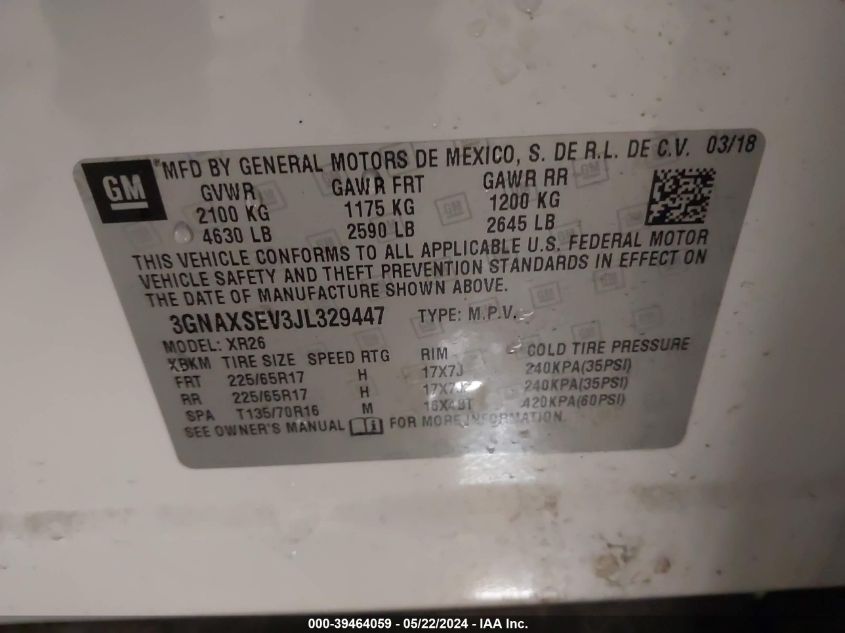 GM
MFD BY GENERAL MOTORS DE MEXICO, S. DE R.L. DE C.V. 03/18
GVWR GAWR FRT GAWR RR
2100 KG 1175 KG 1200 KG
4630 LB 2590 LB 2645 LB
THIS VEHICLE CONFORMS TO ALL APPLICABLE U.S. FEDERAL MOTOR
VEHICLE SAFETY AND THEFT PREVENTION STANDARDS IN EFFECT ON
THE DATE OF MANUFACTURE SHOWN ABOVE.
3GNAXSEV3JL329447 TYPE: M.P.V.
MODEL: XR26
XBKM TIRE SIZE SPEED RTG RIM COLD TIRE PRESSURE
FRT 225/65R17 H 17X7J 240KPA(35PSI)
RR 225/65R17 H 17X7J 240KPA(35PSI)
SPA T135/70R16 M 16X4BT 420KPA(60PSI)
SEE OWNER'S MANUAL FOR MORE INFORMATION.
000-39464059 - 05/22/2024 - IAA Inc.